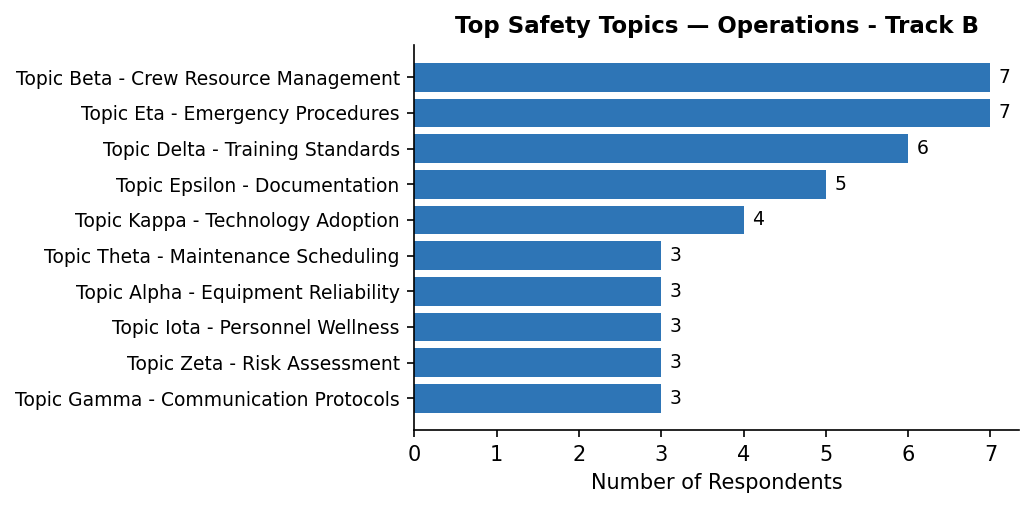 Top Safety Topics — Operations - Track B
Topic Beta - Crew Resource Management 7
Topic Eta - Emergency Procedures 7
Topic Delta - Training Standards 6
Topic Epsilon - Documentation 5
Topic Kappa - Technology Adoption 4
Topic Theta - Maintenance Scheduling 3
Topic Alpha - Equipment Reliability 3
Topic Iota - Personnel Wellness 3
Topic Zeta - Risk Assessment 3
Topic Gamma - Communication Protocols 3
0 1 2 3 4 5 6 7
Number of Respondents